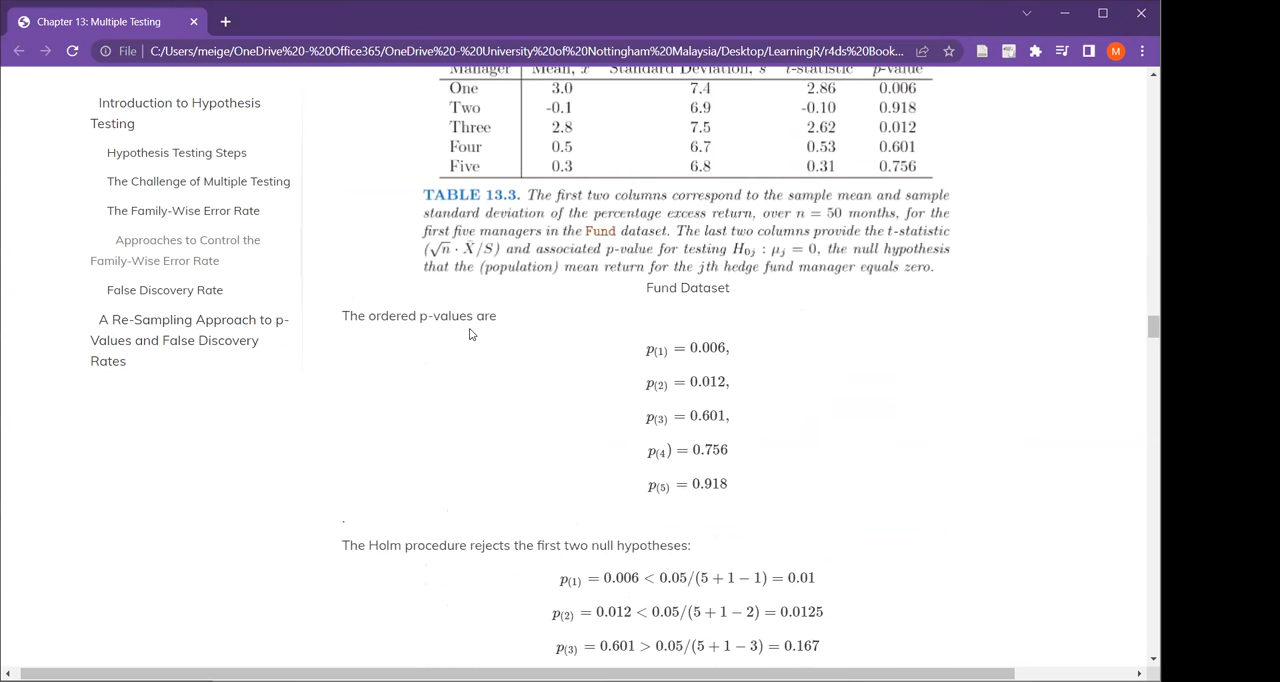 Chapter 13: Multiple Testing
File | C:/Users/meige/OneDrive%20-%20Office365/OneDrive%20-%20University%20of%20Nottingham%20Malaysia/Desktop/LearningR/r4ds%20Book...
M
Introduction to Hypothesis
Testing
Hypothesis Testing Steps
The Challenge of Multiple Testing
The Family-Wise Error Rate
Approaches to Control the
Family-Wise Error Rate
False Discovery Rate
A Re-Sampling Approach to p-
Values and False Discovery
Rates
Manager Mean, x̄ Standard Deviation, s t-statistic p-value
One 3.0 7.4 2.86 0.006
Two -0.1 6.9 -0.10 0.918
Three 2.8 7.5 2.62 0.012
Four 0.5 6.7 0.53 0.601
Five 0.3 6.8 0.31 0.756
TABLE 13.3. The first two columns correspond to the sample mean and sample
standard deviation of the percentage excess return, over n = 50 months, for the
first five managers in the Fund dataset. The last two columns provide the t-statistic
(√n · X̄/S) and associated p-value for testing H₀ⱼ : μⱼ = 0, the null hypothesis
that the (population) mean return for the jth hedge fund manager equals zero.
Fund Dataset
The ordered p-values are
p(1) = 0.006,
p(2) = 0.012,
p(3) = 0.601,
p(4) = 0.756
p(5) = 0.918
.
The Holm procedure rejects the first two null hypotheses:
p(1) = 0.006 < 0.05/(5 + 1 − 1) = 0.01
p(2) = 0.012 < 0.05/(5 + 1 − 2) = 0.0125
p(3) = 0.601 > 0.05/(5 + 1 − 3) = 0.167